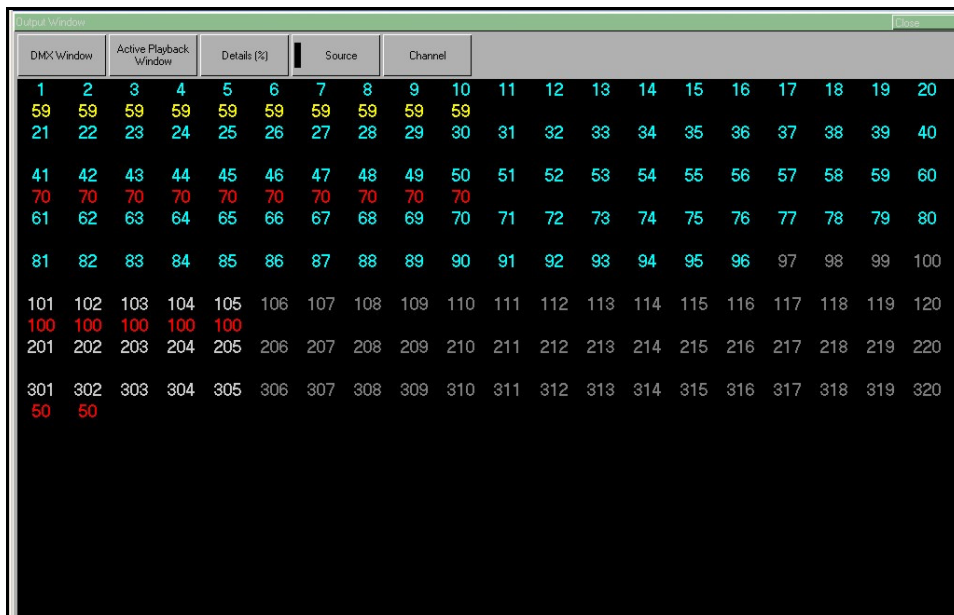 Output Window Close
DMX Window Active Playback Window Details (%) Source Channel
1 2 3 4 5 6 7 8 9 10 11 12 13 14 15 16 17 18 19 20
59 59 59 59 59 59 59 59 59 59
21 22 23 24 25 26 27 28 29 30 31 32 33 34 35 36 37 38 39 40
41 42 43 44 45 46 47 48 49 50 51 52 53 54 55 56 57 58 59 60
70 70 70 70 70 70 70 70 70 70
61 62 63 64 65 66 67 68 69 70 71 72 73 74 75 76 77 78 79 80
81 82 83 84 85 86 87 88 89 90 91 92 93 94 95 96 97 98 99 100
101 102 103 104 105 106 107 108 109 110 111 112 113 114 115 116 117 118 119 120
100 100 100 100 100
201 202 203 204 205 206 207 208 209 210 211 212 213 214 215 216 217 218 219 220
301 302 303 304 305 306 307 308 309 310 311 312 313 314 315 316 317 318 319 320
50 50